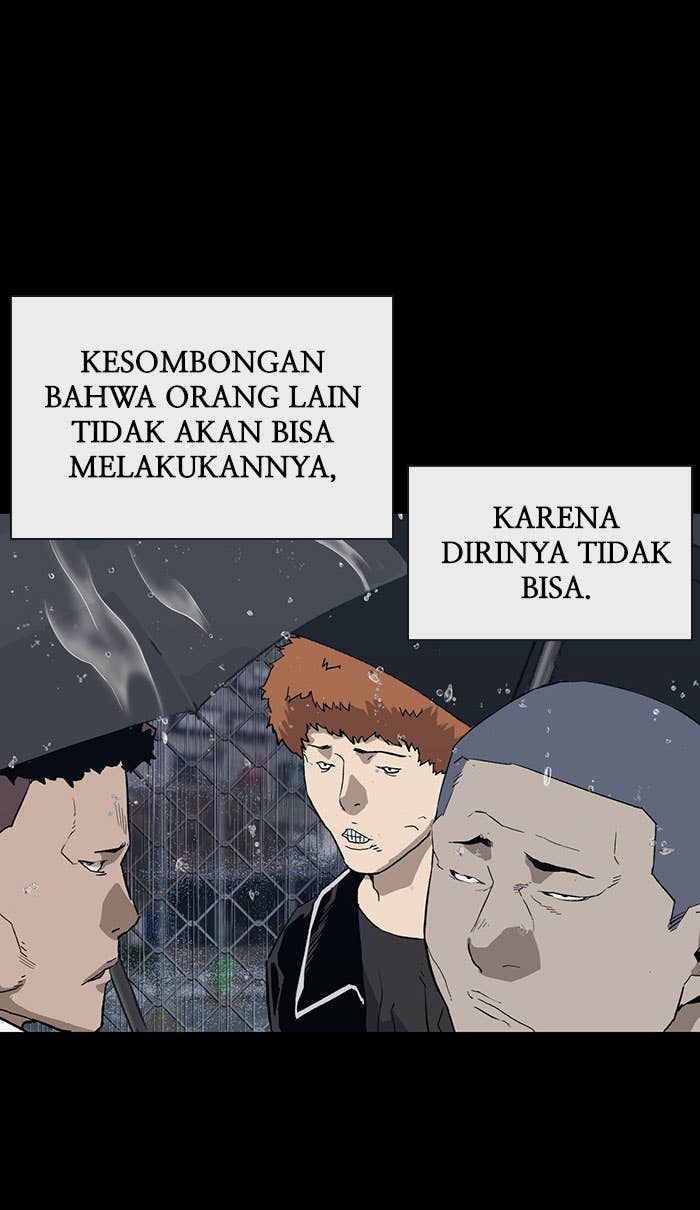 KESOMBONGAN
BAHWA ORANG LAIN
TIDAK AKAN BISA
MELAKUKANNYA,
KARENA
DIRINYA TIDAK
BISA.